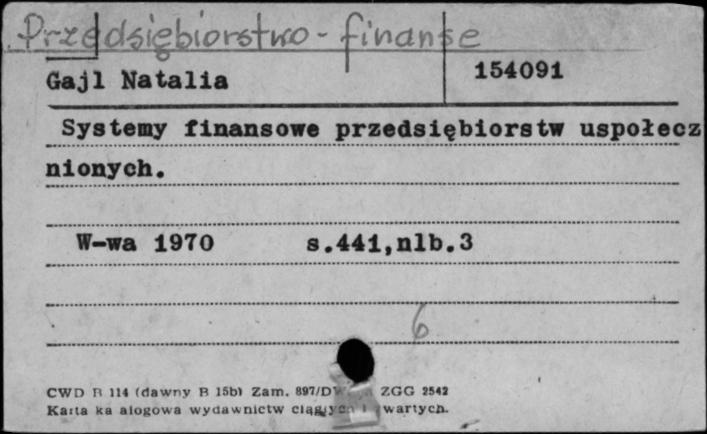 Przedsiębiorstwo - finanse
Gajl Natalia
154091
Systemy finansowe przedsiębiorstw uspołecz
nionych.
W-wa 1970 s.441,nlb.3
6
CWD B 114 (dawny B 15b) Zam. 897/D ZGG 2542
Karta ka alogowa wydawnictw ciągłych i wartych.